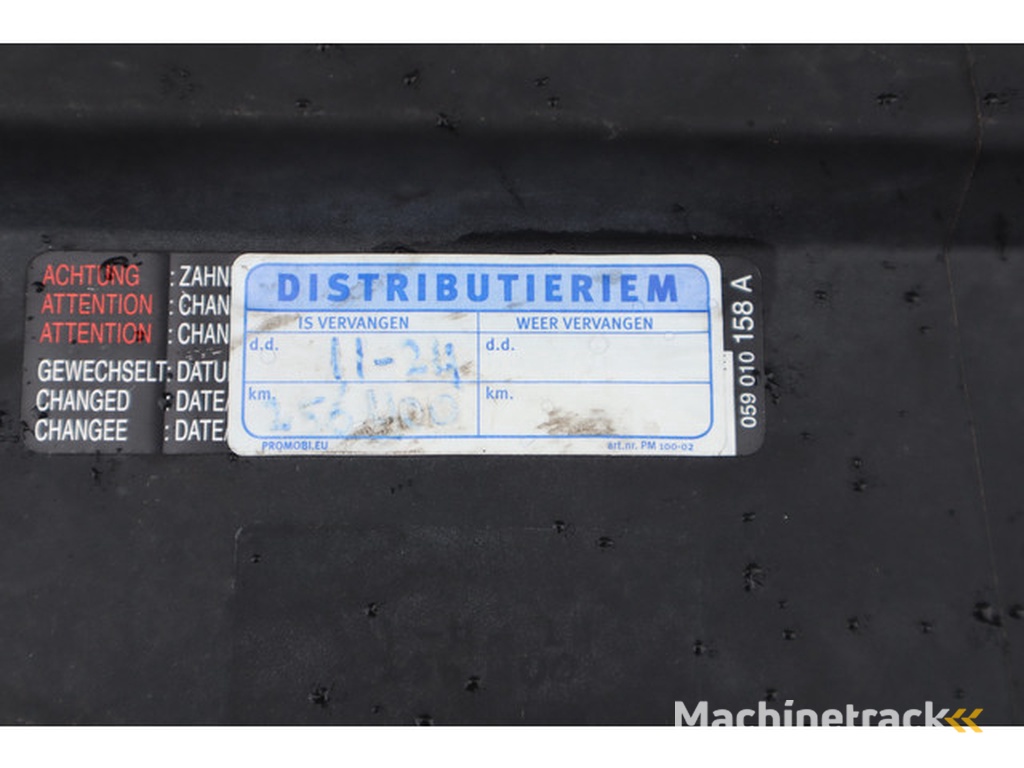 ACHTUNG : ZAHN
ATTENTION : CHAN
ATTENTION : CHAN
GEWECHSELT: DATU
CHANGED : DATE/
CHANGEE : DATE/
DISTRIBUTIERIEM
IS VERVANGEN
WEER VERVANGEN
d.d. 11-24
d.d.
km.
km.
PROMOBI.EU
art.nr. PM 100-02
059 010 158 A
Machinetrack